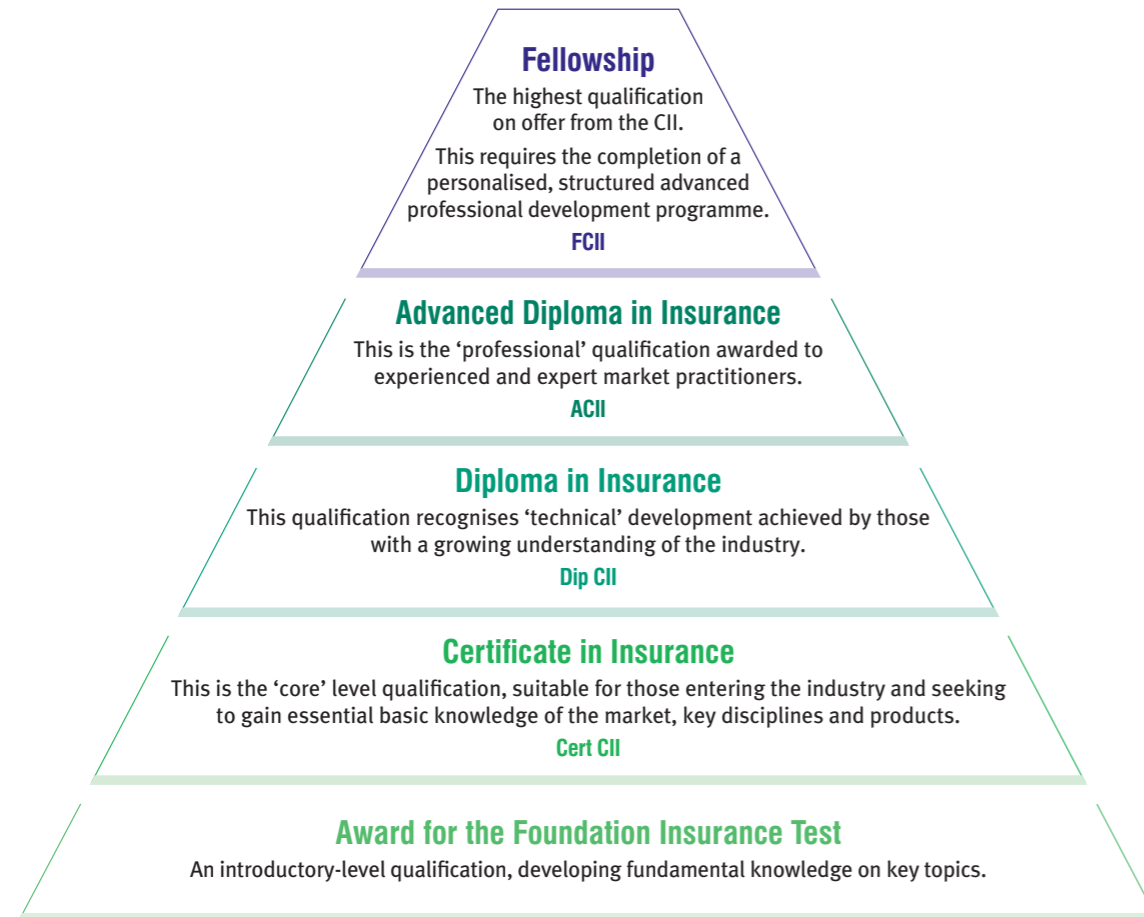 Fellowship
The highest qualification
on offer from the CII.
This requires the completion of a
personalised, structured advanced
professional development programme.
FCII
Advanced Diploma in Insurance
This is the ‘professional’ qualification awarded to
experienced and expert market practitioners.
ACII
Diploma in Insurance
This qualification recognises ‘technical’ development achieved by those
with a growing understanding of the industry.
Dip CII
Certificate in Insurance
This is the ‘core’ level qualification, suitable for those entering the industry and seeking
to gain essential basic knowledge of the market, key disciplines and products.
Cert CII
Award for the Foundation Insurance Test
An introductory-level qualification, developing fundamental knowledge on key topics.